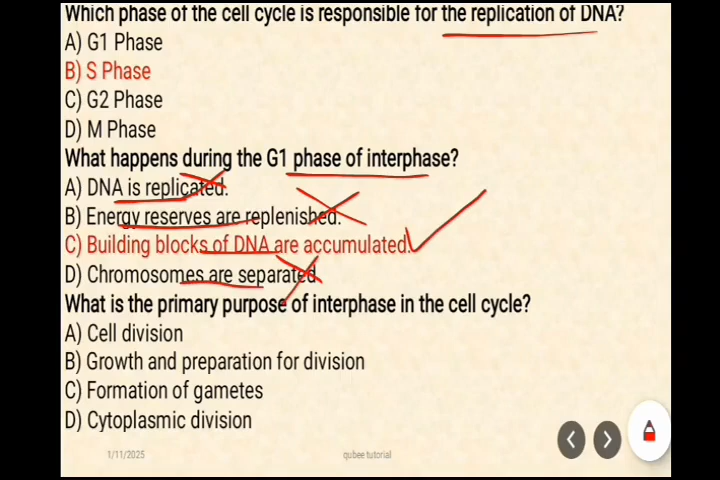 Which phase of the cell cycle is responsible for the replication of DNA?
A) G1 Phase
B) S Phase
C) G2 Phase
D) M Phase
What happens during the G1 phase of interphase?
A) DNA is replicated.
B) Energy reserves are replenished.
C) Building blocks of DNA are accumulated.
D) Chromosomes are separated
What is the primary purpose of interphase in the cell cycle?
A) Cell division
B) Growth and preparation for division
C) Formation of gametes
D) Cytoplasmic division
1/11/2025
qubee tutorial